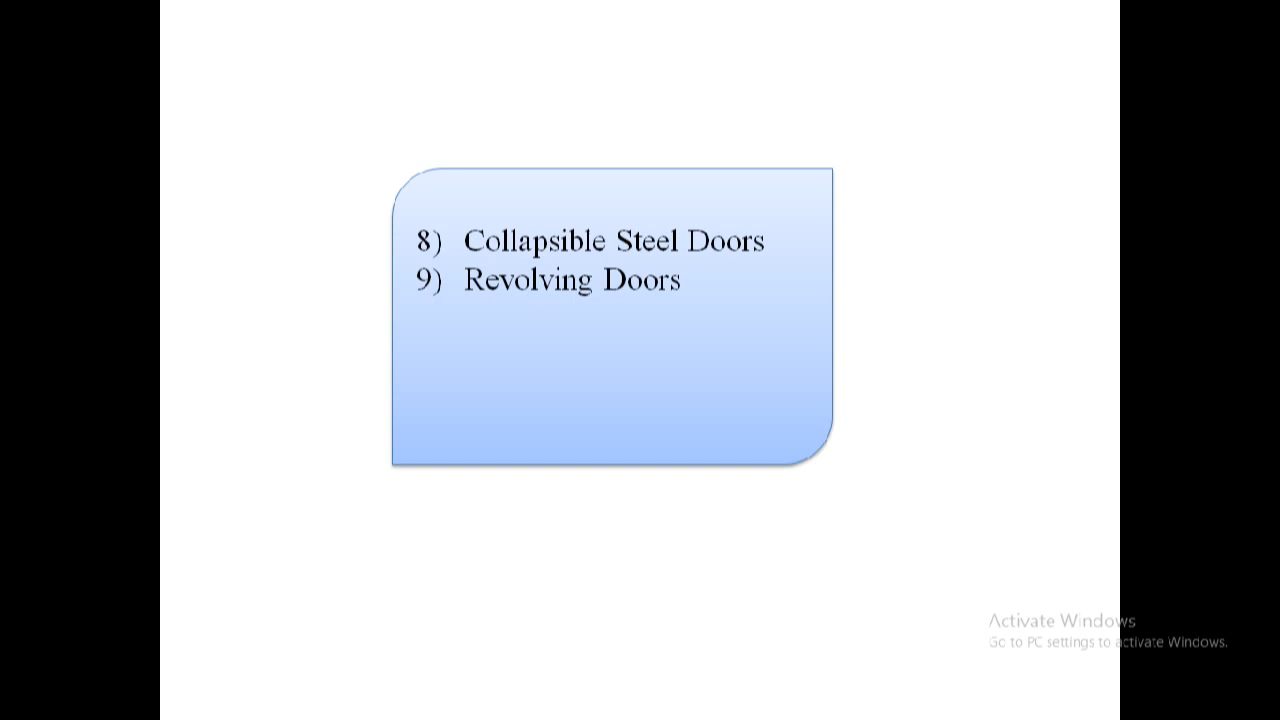 8) Collapsible Steel Doors
9) Revolving Doors
Activate Windows
Go to PC settings to activate Windows.